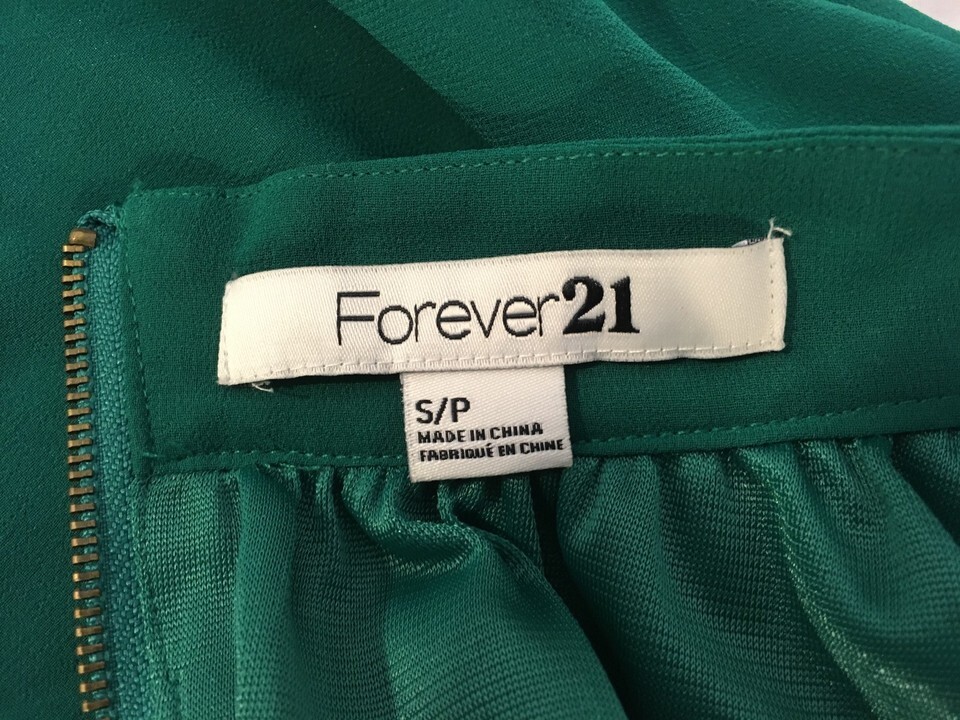 Forever21
S/P
MADE IN CHINA
FABRIQUÉ EN CHINE